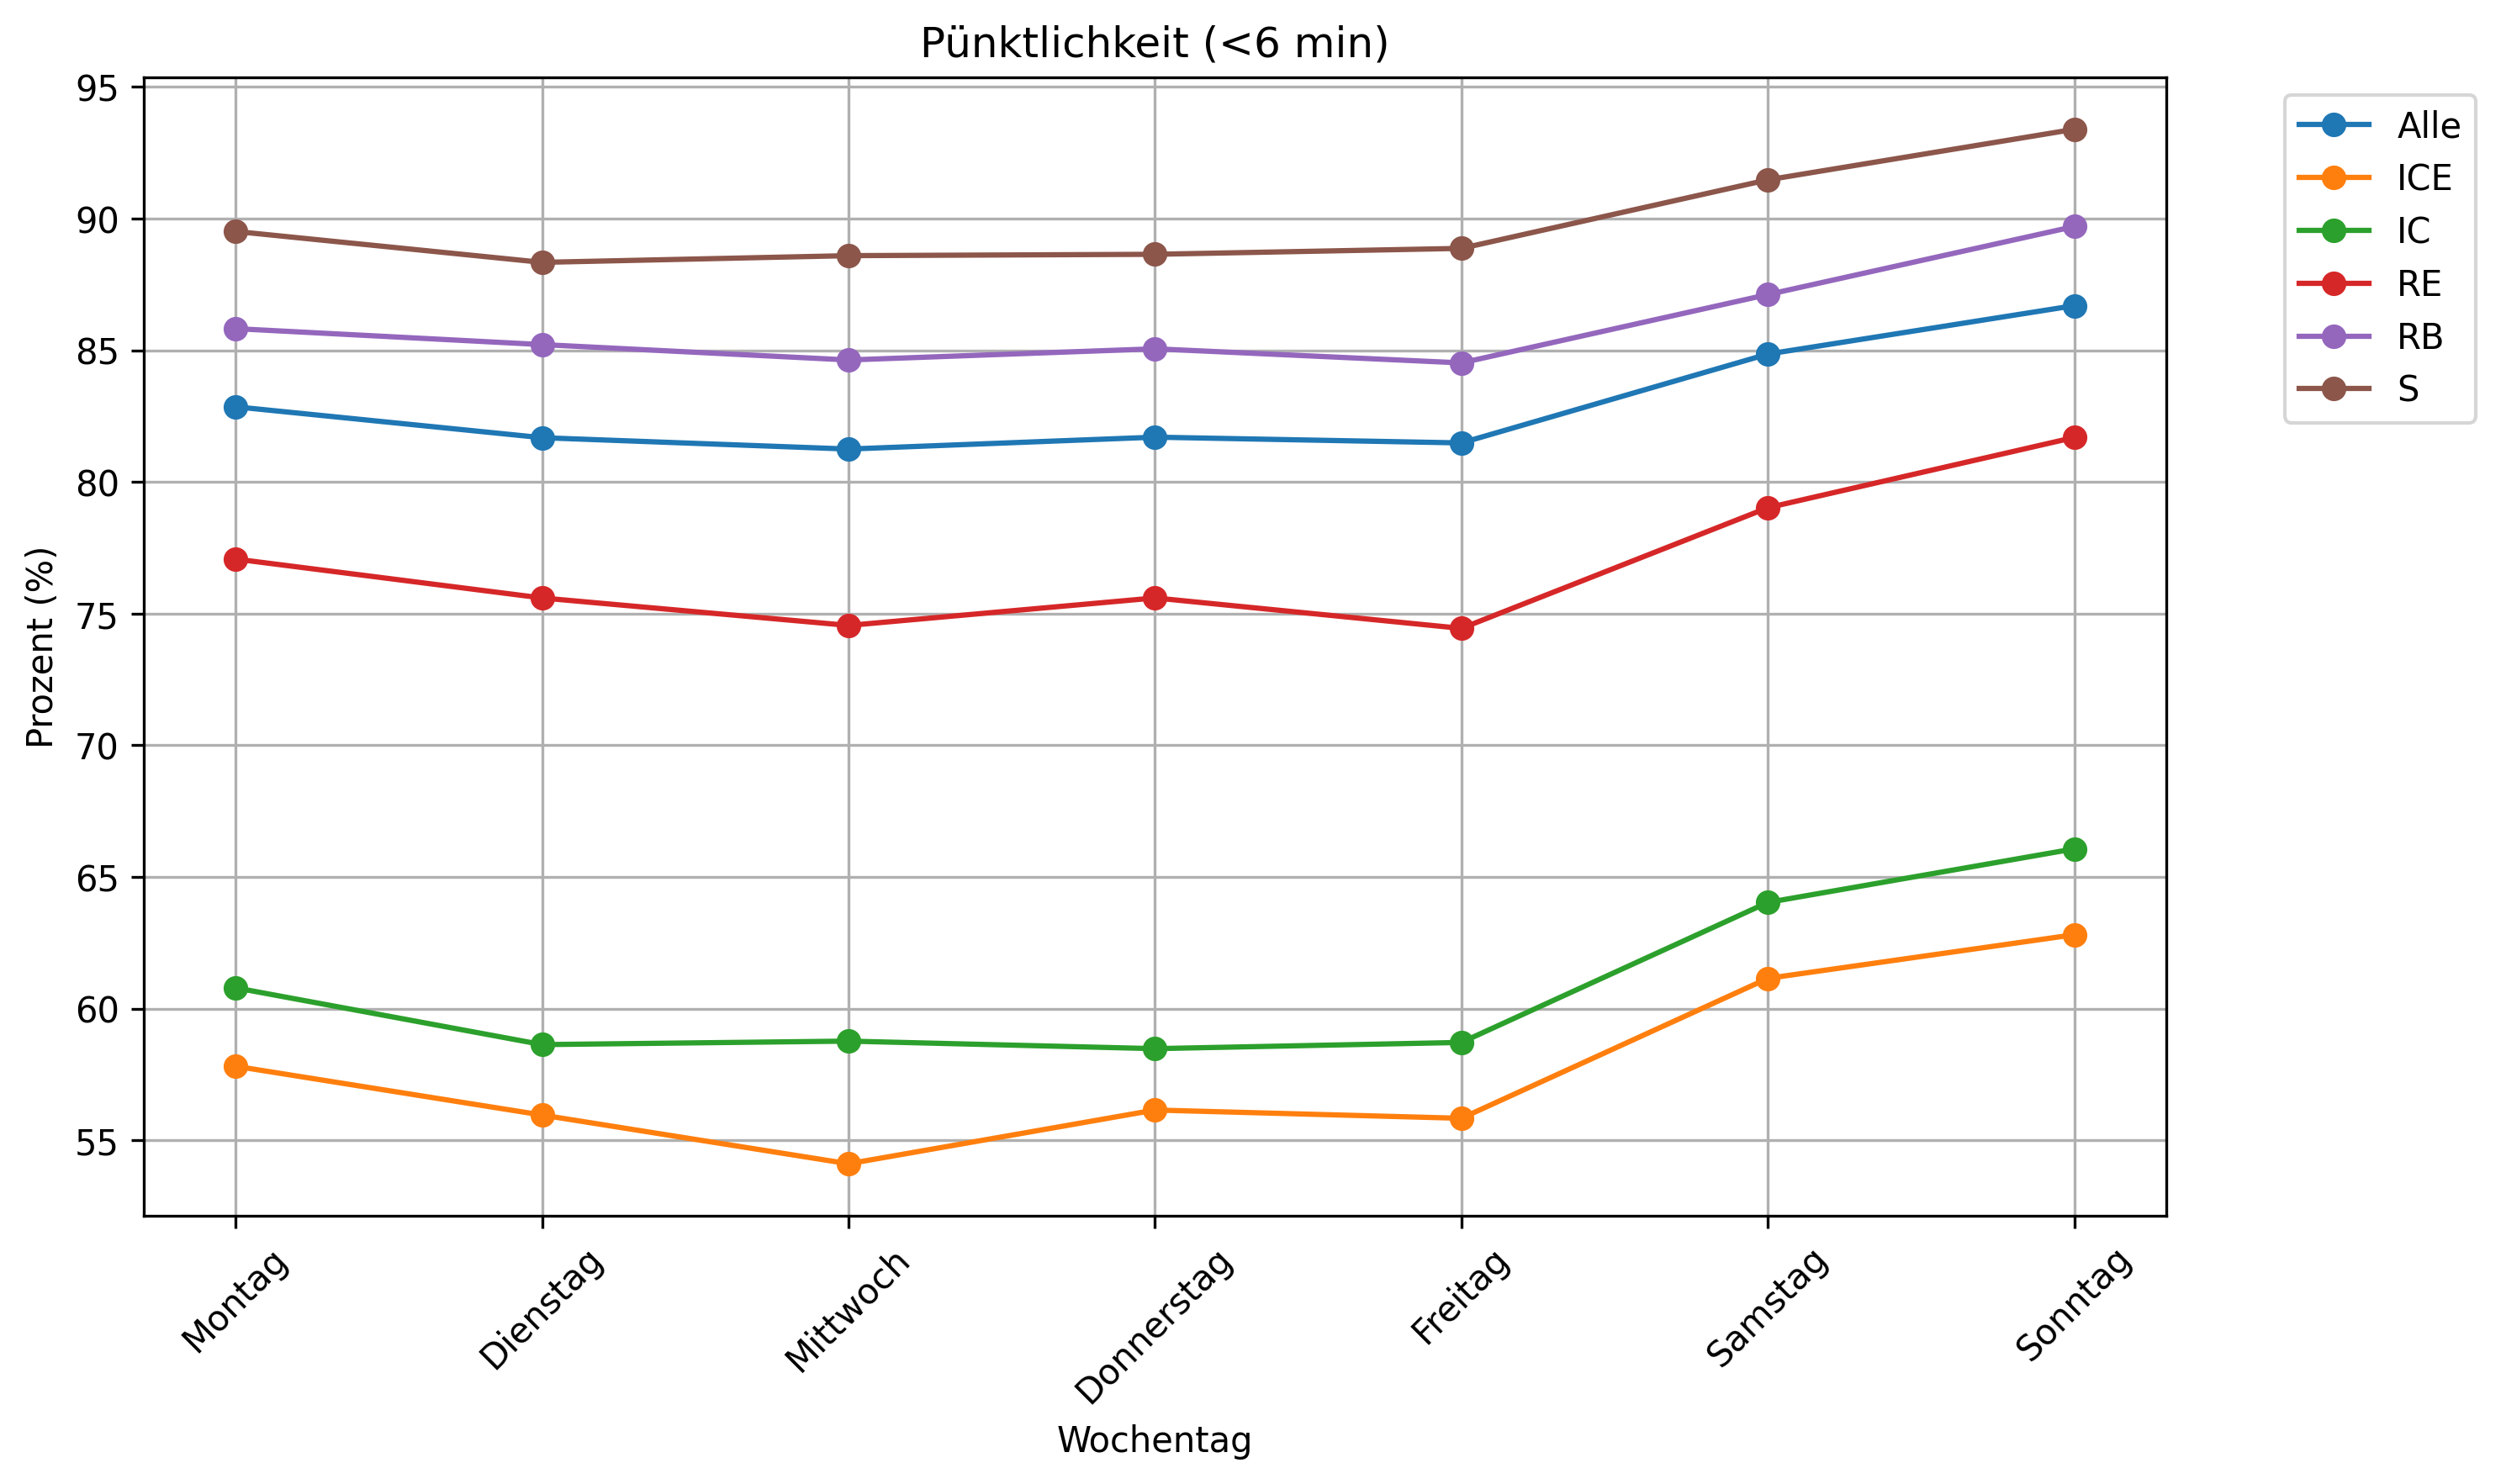 Pünktlichkeit (<6 min)
95
90
85
80
75
70
65
60
55
Prozent (%)
Montag
Dienstag
Mittwoch
Donnerstag
Freitag
Samstag
Sonntag
Wochentag
Alle
ICE
IC
RE
RB
S